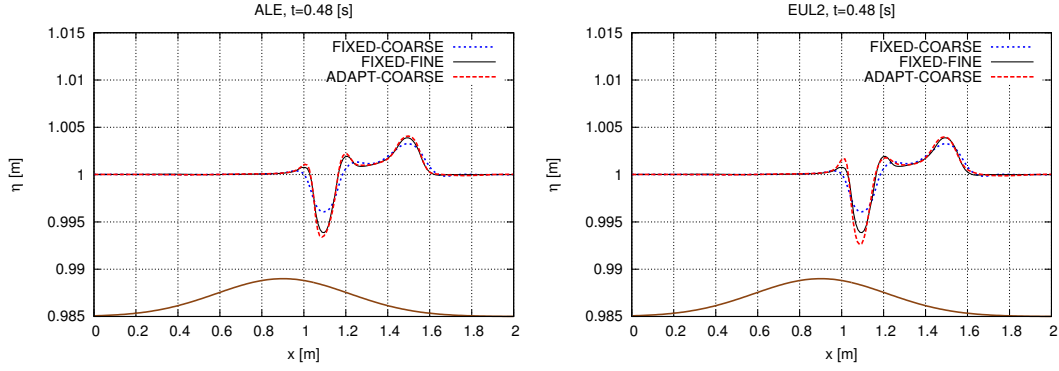 ALE, t=0.48 [s]
1.015
1.01
1.005
1
0.995
0.99
0.985
η [m]
FIXED-COARSE
FIXED-FINE
ADAPT-COARSE
0 0.2 0.4 0.6 0.8 1 1.2 1.4 1.6 1.8 2
x [m]
EUL2, t=0.48 [s]
1.015
1.01
1.005
1
0.995
0.99
0.985
η [m]
FIXED-COARSE
FIXED-FINE
ADAPT-COARSE
0 0.2 0.4 0.6 0.8 1 1.2 1.4 1.6 1.8 2
x [m]